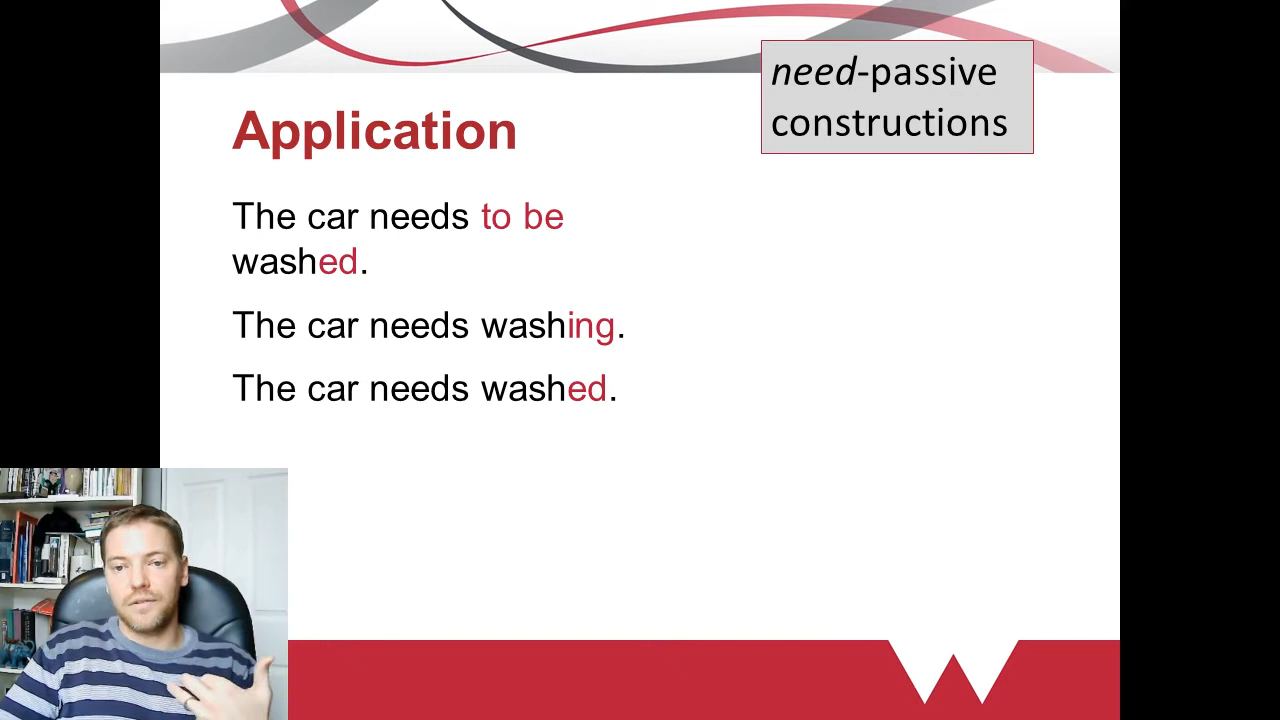 need-passive
constructions
Application
The car needs to be
washed.
The car needs washing.
The car needs washed.